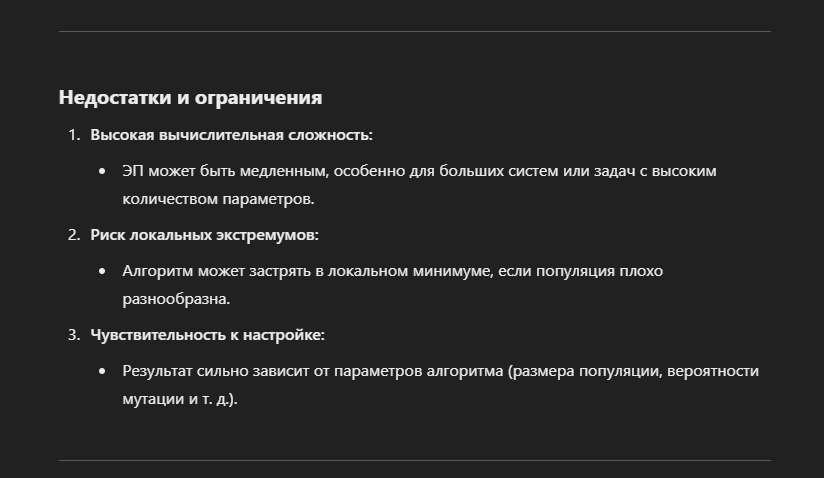 Недостатки и ограничения
1. Высокая вычислительная сложность:
• ЭП может быть медленным, особенно для больших систем или задач с высоким
количеством параметров.
2. Риск локальных экстремумов:
• Алгоритм может застрять в локальном минимуме, если популяция плохо
разнообразна.
3. Чувствительность к настройке:
• Результат сильно зависит от параметров алгоритма (размера популяции, вероятности
мутации и т. д.).